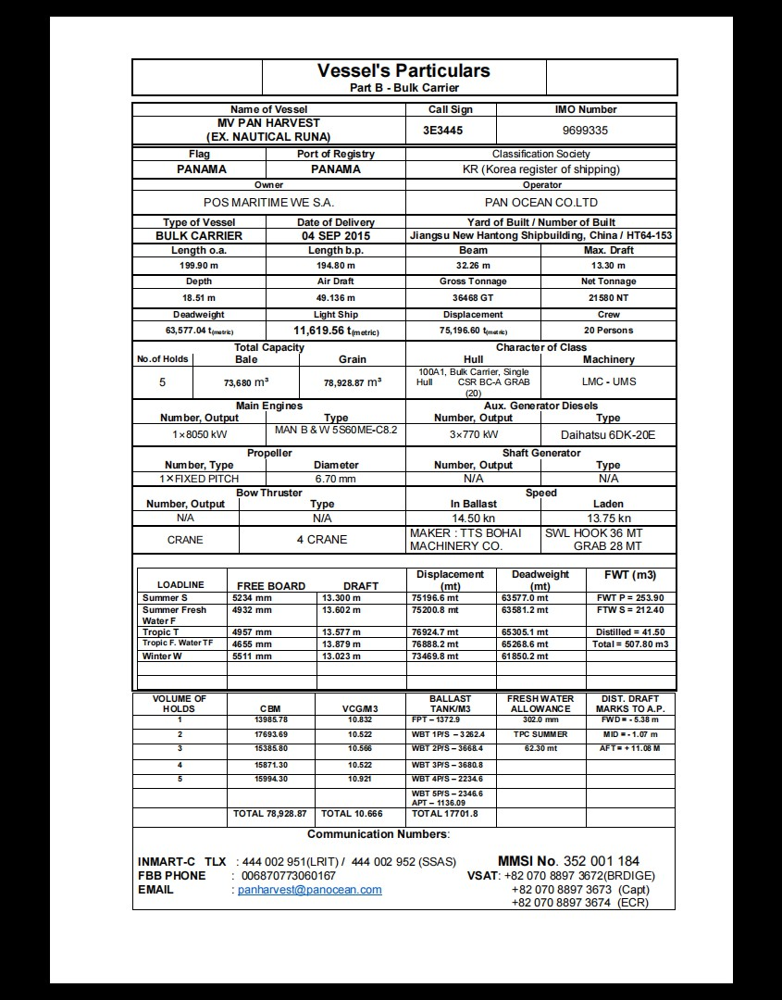 Vessel's Particulars
Part B - Bulk Carrier
Name of Vessel Call Sign IMO Number
MV PAN HARVEST
(EX. NAUTICAL RUNA) 3E3445 9699335
Flag Port of Registry Classification Society
PANAMA PANAMA KR (Korea register of shipping)
Owner Operator
POS MARITIME WE S.A. PAN OCEAN CO.LTD
Type of Vessel Date of Delivery Yard of Built / Number of Built
BULK CARRIER 04 SEP 2015 Jiangsu New Hantong Shipbuilding, China / HT64-153
Length o.a. Length b.p. Beam Max. Draft
199.90 m 194.80 m 32.26 m 13.30 m
Depth Air Draft Gross Tonnage Net Tonnage
18.51 m 49.136 m 36468 GT 21580 NT
Deadweight Light Ship Displacement Crew
63,577.04 t(metric) 11,619.56 t(metric) 75,196.60 t(metric) 20 Persons
Total Capacity Character of Class
No.of Holds Bale Grain Hull Machinery
5 73,680 m³ 78,928.87 m³ 100A1, Bulk Carrier, Single
Hull CSR BC-A GRAB
(20) LMC - UMS
Main Engines Aux. Generator Diesels
Number, Output Type Number, Output Type
1×8050 kW MAN B & W 5S60ME-C8.2 3×770 kW Daihatsu 6DK-20E
Propeller Shaft Generator
Number, Type Diameter Number, Output Type
1×FIXED PITCH 6.70 mm N/A N/A
Bow Thruster Speed
Number, Output Type In Ballast Laden
N/A N/A 14.50 kn 13.75 kn
CRANE 4 CRANE MAKER : TTS BOHAI
MACHINERY CO. SWL HOOK 36 MT
GRAB 28 MT
LOADLINE FREE BOARD DRAFT Displacement
(mt) Deadweight
(mt) FWT (m3)
Summer S 5234 mm 13.300 m 75196.6 mt 63577.0 mt FWT P = 253.90
Summer Fresh
Water F 4932 mm 13.602 m 75200.8 mt 63581.2 mt FTW S = 212.40
Tropic T 4957 mm 13.577 m 76924.7 mt 65305.1 mt Distilled = 41.50
Tropic F. Water TF 4655 mm 13.879 m 76888.2 mt 65268.6 mt Total = 507.80 m3
Winter W 5511 mm 13.023 m 73469.8 mt 61850.2 mt
VOLUME OF
HOLDS CBM VCG/M3 BALLAST
TANK/M3 FRESH WATER
ALLOWANCE DIST. DRAFT
MARKS TO A.P.
1 13985.78 10.832 FPT – 1372.9 302.0 mm FWD = - 5.38 m
2 17693.69 10.522 WBT 1P/S – 3262.4 TPC SUMMER MID = - 1.07 m
3 15385.80 10.566 WBT 2P/S – 3668.4 62.30 mt AFT = + 11.08 M
4 15871.30 10.522 WBT 3P/S – 3680.8
5 15994.30 10.921 WBT 4P/S – 2234.6
WBT 5P/S – 2346.6
APT – 1136.09
TOTAL 78,928.87 TOTAL 10.666 TOTAL 17701.8
Communication Numbers:
INMART-C TLX : 444 002 951(LRIT) / 444 002 952 (SSAS) MMSI No. 352 001 184
FBB PHONE : 006870773060167 VSAT: +82 070 8897 3672(BRDIGE)
EMAIL : panharvest@panocean.com +82 070 8897 3673 (Capt)
+82 070 8897 3674 (ECR)